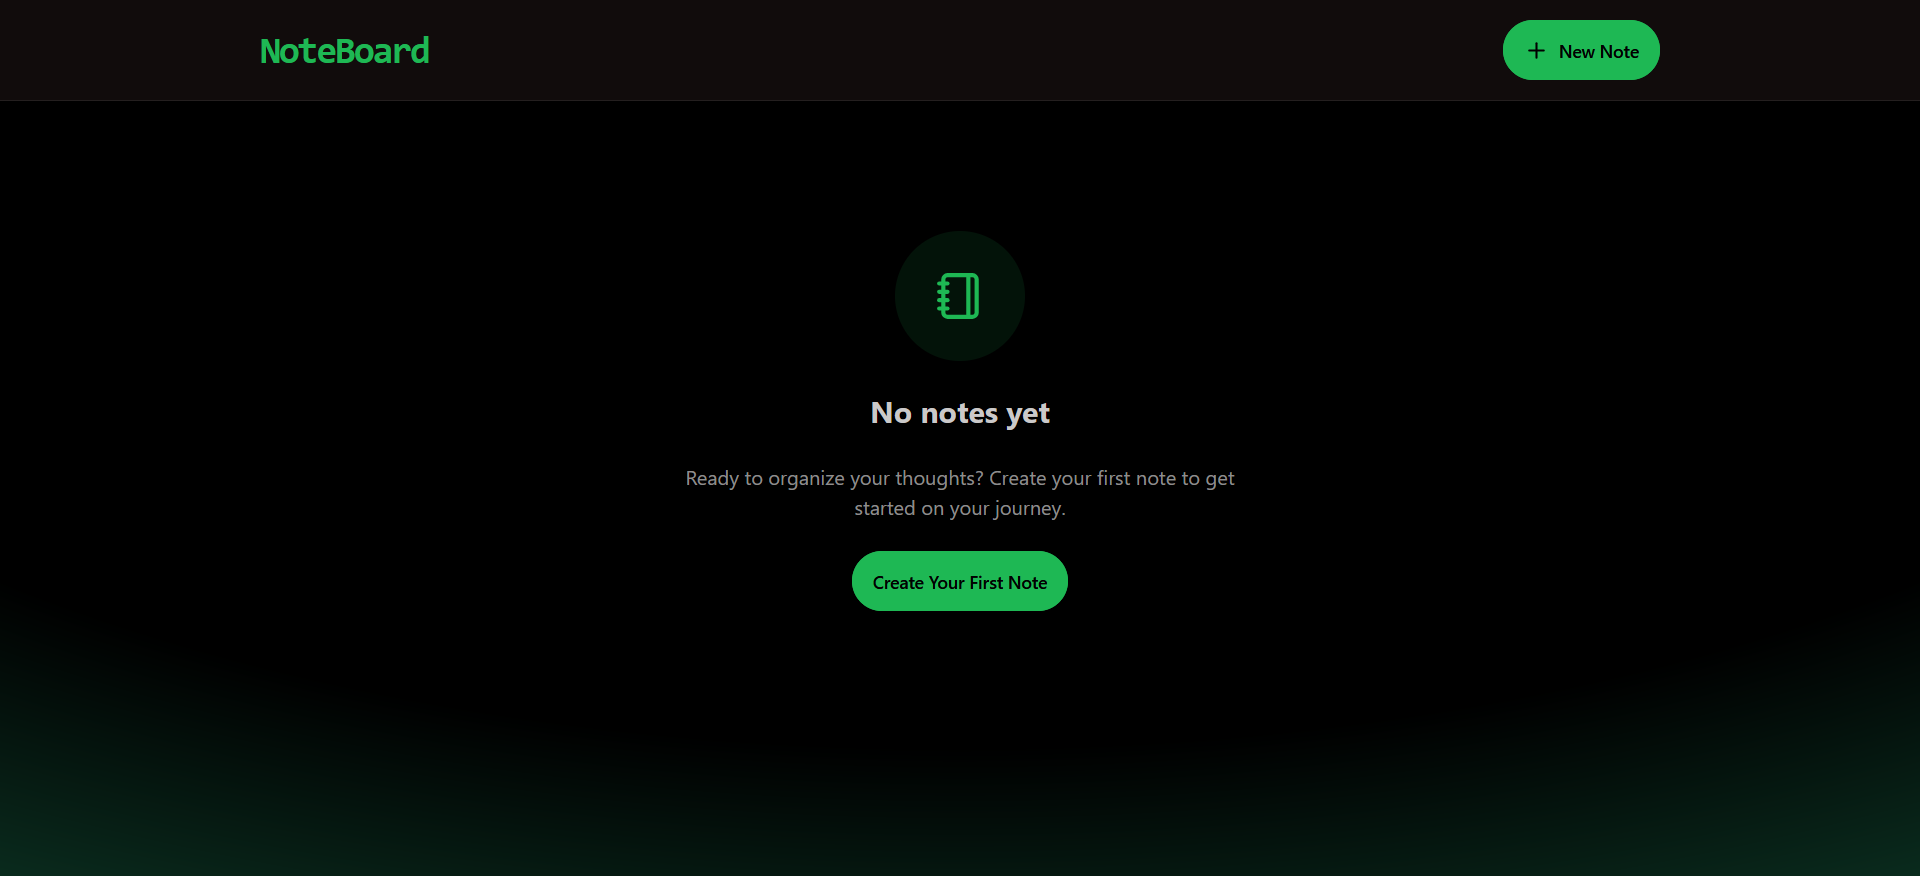 NoteBoard
New Note
No notes yet
Ready to organize your thoughts? Create your first note to get
started on your journey.
Create Your First Note